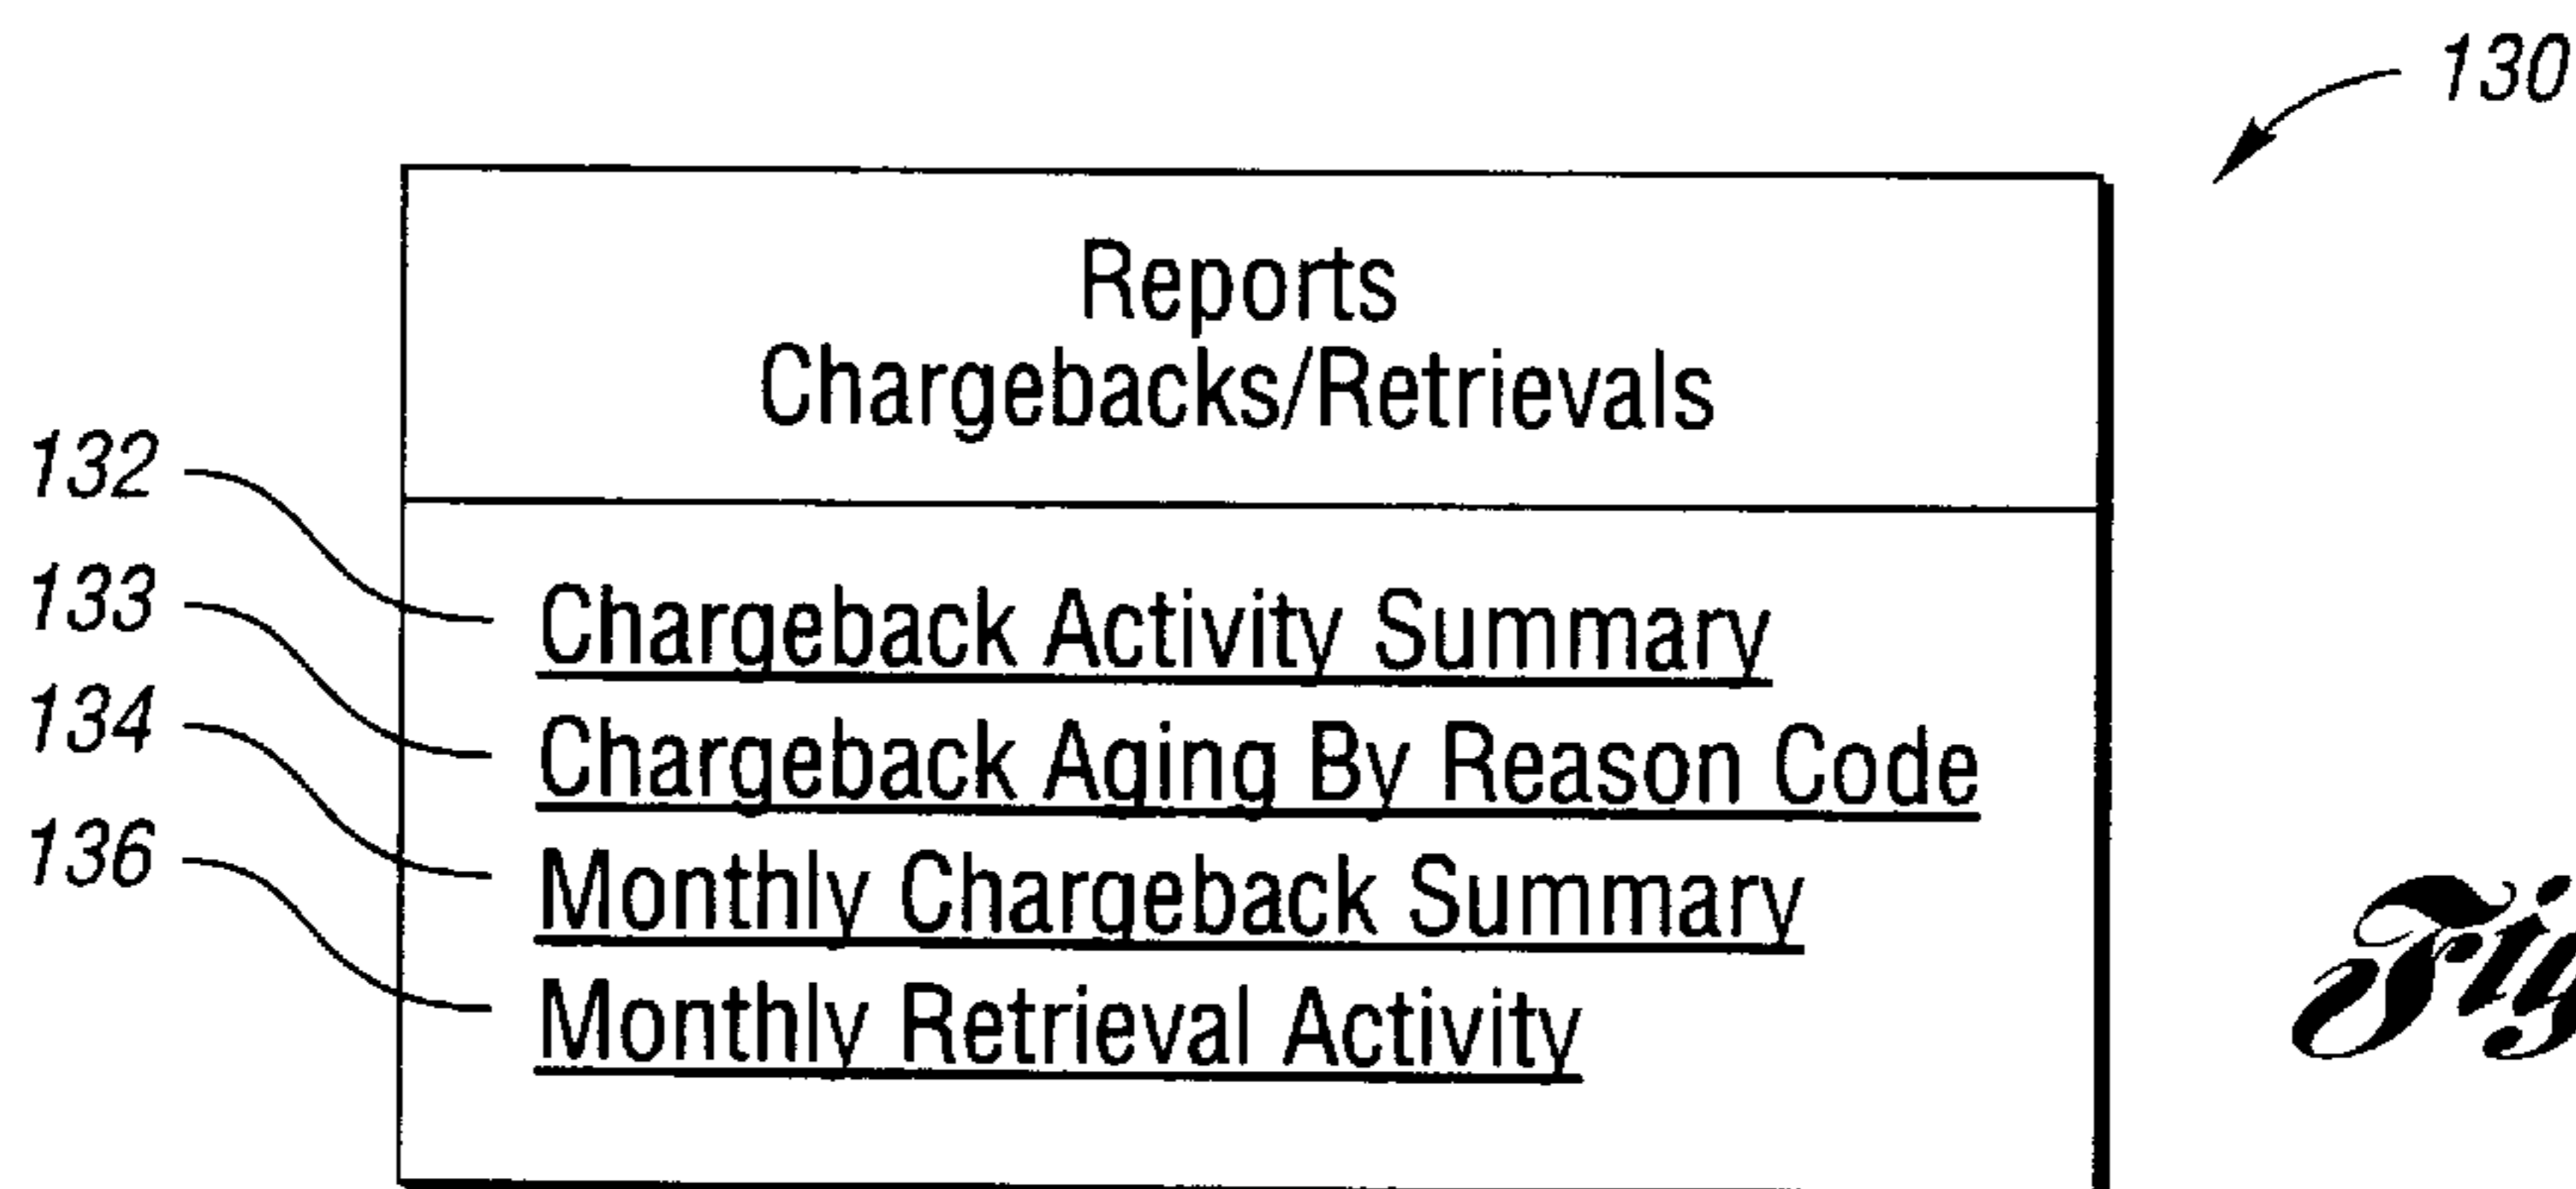 130
Reports
Chargebacks/Retrievals
132 Chargeback Activity Summary
133 Chargeback Aging By Reason Code
134 Monthly Chargeback Summary
136 Monthly Retrieval Activity